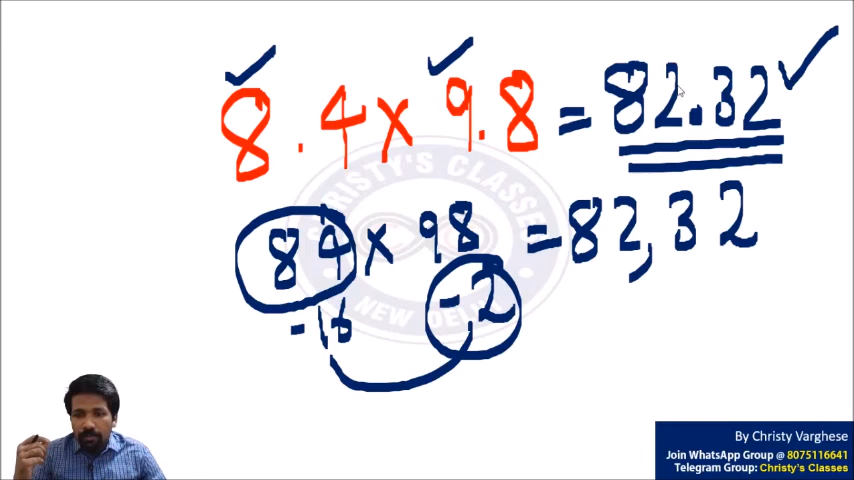 8.4 x 9.8 = 82.32
84 x 98 = 82,32
-16 -2
CHRISTY'S CLASSES
NEW DELHI
By Christy Varghese
Join WhatsApp Group @ 8075116641
Telegram Group: Christy's Classes